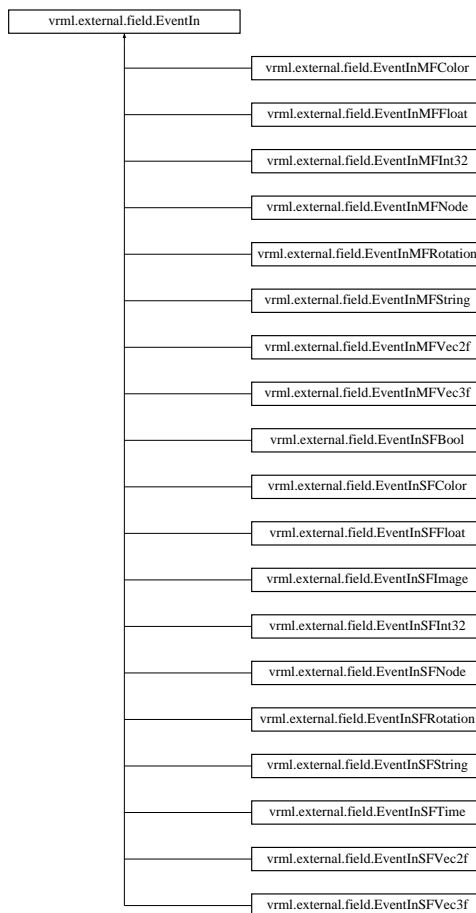 vrml.external.field.EventIn
vrml.external.field.EventInMFColor
vrml.external.field.EventInMFFloat
vrml.external.field.EventInMFInt32
vrml.external.field.EventInMFNode
vrml.external.field.EventInMFRotation
vrml.external.field.EventInMFString
vrml.external.field.EventInMFVec2f
vrml.external.field.EventInMFVec3f
vrml.external.field.EventInSFBool
vrml.external.field.EventInSFColor
vrml.external.field.EventInSFFloat
vrml.external.field.EventInSFImage
vrml.external.field.EventInSFInt32
vrml.external.field.EventInSFNode
vrml.external.field.EventInSFRotation
vrml.external.field.EventInSFString
vrml.external.field.EventInSFTime
vrml.external.field.EventInSFVec2f
vrml.external.field.EventInSFVec3f